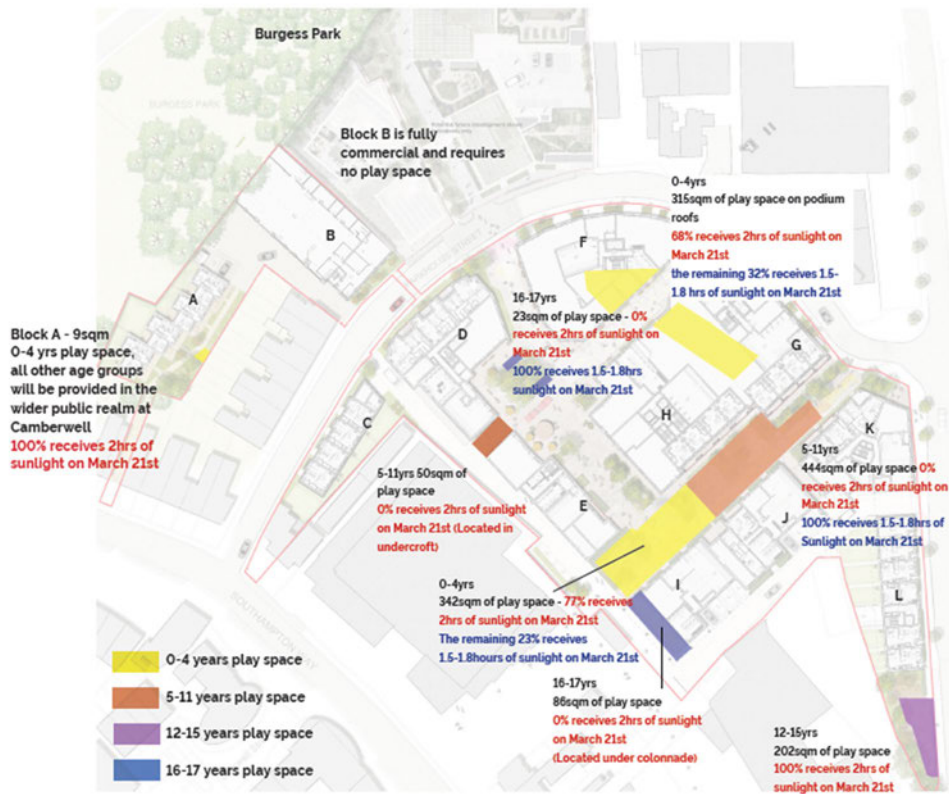 Burgess Park
BURGESS PARK
Block B is fully
commercial and requires
no play space
0-4yrs
315sqm of play space on podium
roofs
68% receives 2hrs of sunlight on
March 21st
the remaining 32% receives 1.5-
1.8 hrs of sunlight on March 21st
B
F
A
16-17yrs
23sqm of play space - 0%
receives 2hrs of sunlight on
March 21st
100% receives 1.5-1.8hrs
sunlight on March 21st
D
G
Block A - 9sqm
0-4 yrs play space,
all other age groups
will be provided in the
wider public realm at
Camberwell
100% receives 2hrs of
sunlight on March 21st
C
H
K
5-11yrs
444sqm of play space 0%
receives 2hrs of sunlight on
March 21st
100% receives 1.5-1.8hrs of
Sunlight on March 21st
5-11yrs 50sqm of
play space
0% receives 2hrs of sunlight
on March 21st (Located in
undercroft)
E
J
I
L
0-4yrs
342sqm of play space - 77% receives
2hrs of sunlight on March 21st
The remaining 23% receives
1.5-1.8hours of sunlight on March 21st
SOUTHAMPTON WAY
16-17yrs
86sqm of play space
0% receives 2hrs of sunlight
on March 21st
(Located under colonnade)
12-15yrs
202sqm of play space
100% receives 2hrs of
sunlight on March 21st
0-4 years play space
5-11 years play space
12-15 years play space
16-17 years play space